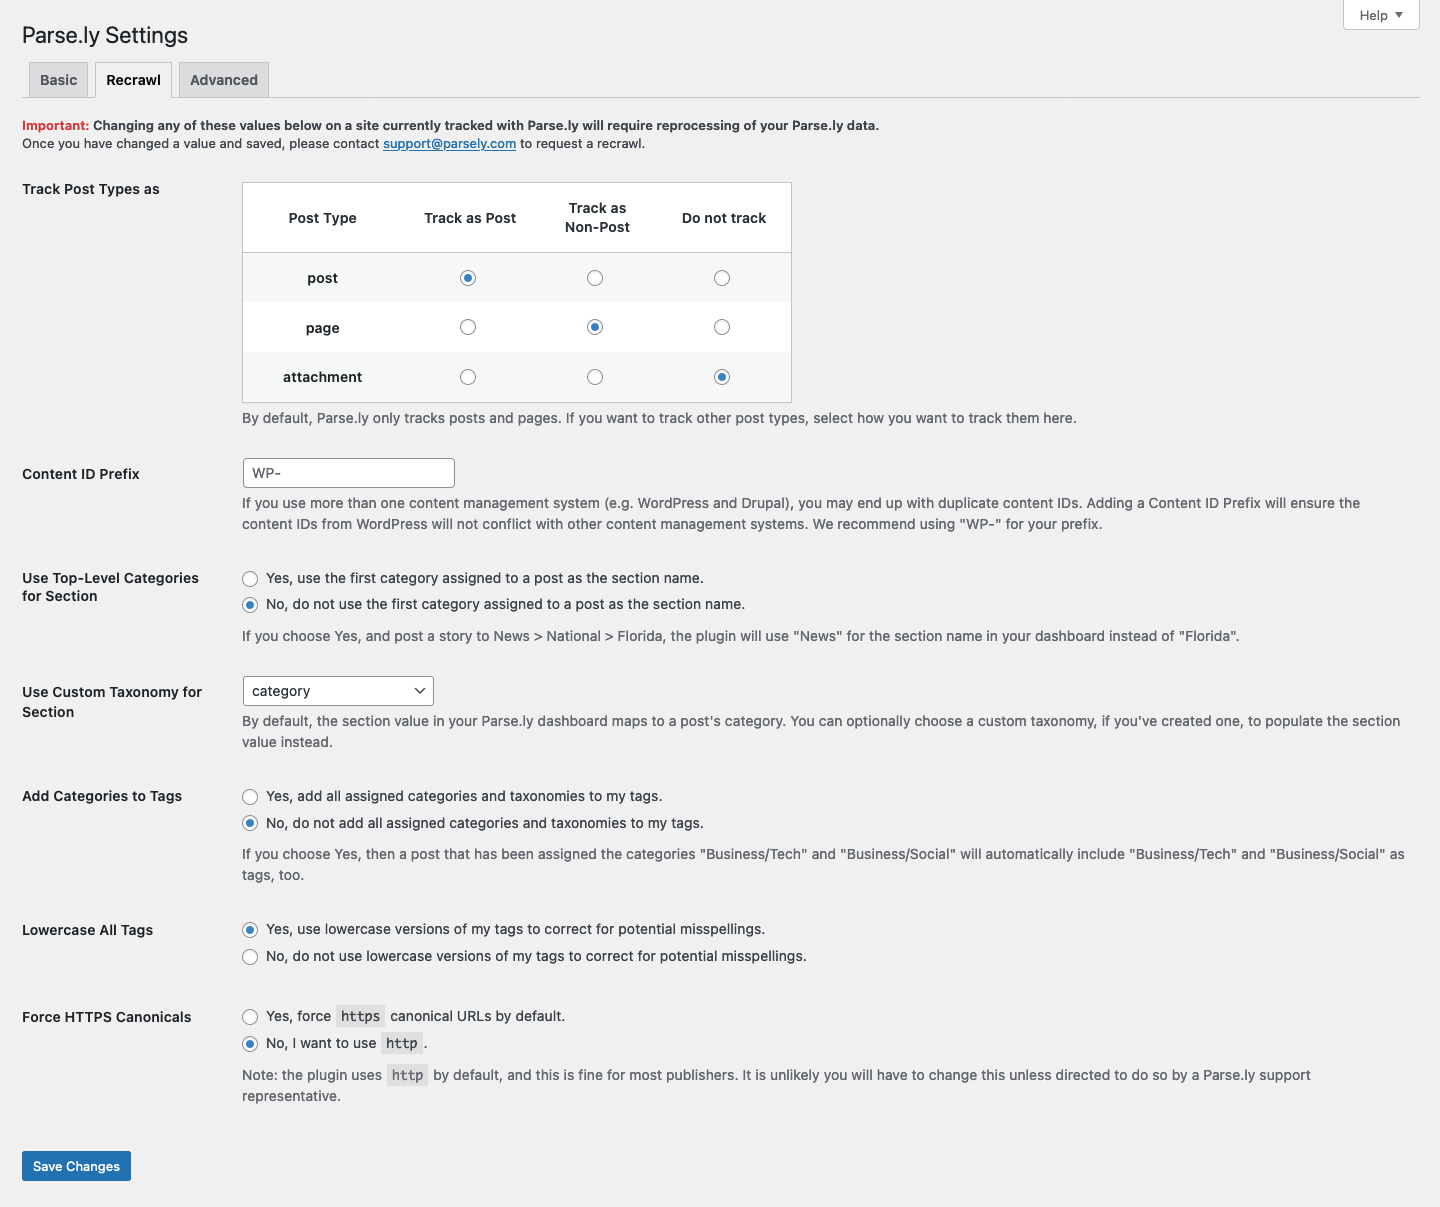 Help ▼
Parse.ly Settings
Basic
Recrawl
Advanced
Important: Changing any of these values below on a site currently tracked with Parse.ly will require reprocessing of your Parse.ly data.
Once you have changed a value and saved, please contact support@parsely.com to request a recrawl.
Track Post Types as
Post Type
Track as Post
Track as
Non-Post
Do not track
post
page
attachment
By default, Parse.ly only tracks posts and pages. If you want to track other post types, select how you want to track them here.
Content ID Prefix
WP-
If you use more than one content management system (e.g. WordPress and Drupal), you may end up with duplicate content IDs. Adding a Content ID Prefix will ensure the
content IDs from WordPress will not conflict with other content management systems. We recommend using "WP-" for your prefix.
Use Top-Level Categories
for Section
Yes, use the first category assigned to a post as the section name.
No, do not use the first category assigned to a post as the section name.
If you choose Yes, and post a story to News > National > Florida, the plugin will use "News" for the section name in your dashboard instead of "Florida".
Use Custom Taxonomy for
Section
category
By default, the section value in your Parse.ly dashboard maps to a post's category. You can optionally choose a custom taxonomy, if you've created one, to populate the section
value instead.
Add Categories to Tags
Yes, add all assigned categories and taxonomies to my tags.
No, do not add all assigned categories and taxonomies to my tags.
If you choose Yes, then a post that has been assigned the categories "Business/Tech" and "Business/Social" will automatically include "Business/Tech" and "Business/Social" as
tags, too.
Lowercase All Tags
Yes, use lowercase versions of my tags to correct for potential misspellings.
No, do not use lowercase versions of my tags to correct for potential misspellings.
Force HTTPS Canonicals
Yes, force https canonical URLs by default.
No, I want to use http .
Note: the plugin uses http by default, and this is fine for most publishers. It is unlikely you will have to change this unless directed to do so by a Parse.ly support
representative.
Save Changes